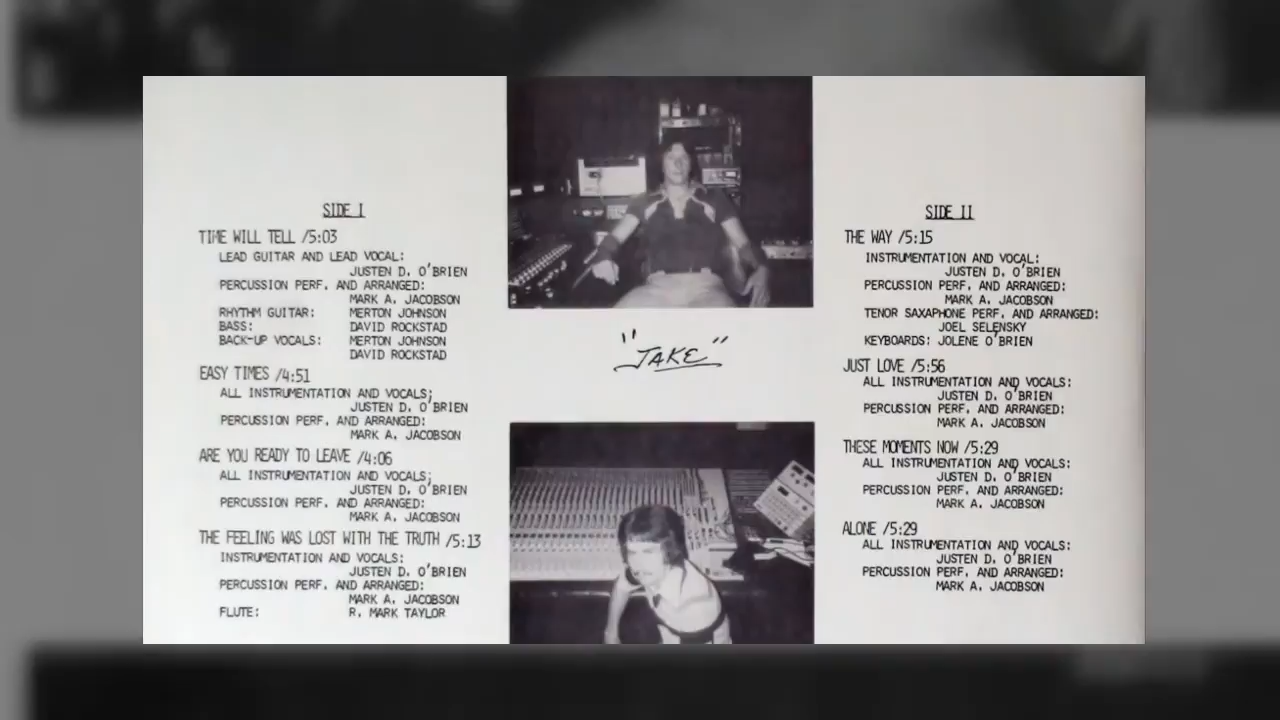 SIDE I
TIME WILL TELL /5:03
LEAD GUITAR AND LEAD VOCAL:
JUSTEN D. O'BRIEN
PERCUSSION PERF. AND ARRANGED:
MARK A. JACOBSON
RHYTHM GUITAR: MERTON JOHNSON
BASS: DAVID ROCKSTAD
BACK-UP VOCALS: MERTON JOHNSON
DAVID ROCKSTAD
EASY TIMES /4:51
ALL INSTRUMENTATION AND VOCALS;
JUSTEN D. O'BRIEN
PERCUSSION PERF. AND ARRANGED:
MARK A. JACOBSON
ARE YOU READY TO LEAVE /4:06
ALL INSTRUMENTATION AND VOCALS;
JUSTEN D. O'BRIEN
PERCUSSION PERF. AND ARRANGED:
MARK A. JACOBSON
THE FEELING WAS LOST WITH THE TRUTH /5:13
INSTRUMENTATION AND VOCALS:
JUSTEN D. O'BRIEN
PERCUSSION PERF. AND ARRANGED:
MARK A. JACOBSON
FLUTE: R. MARK TAYLOR
"JAKE"
SIDE II
THE WAY /5:15
INSTRUMENTATION AND VOCAL:
JUSTEN D. O'BRIEN
PERCUSSION PERF. AND ARRANGED:
MARK A. JACOBSON
TENOR SAXAPHONE PERF. AND ARRANGED:
JOEL SELENSKY
KEYBOARDS: JOLENE O'BRIEN
JUST LOVE /5:56
ALL INSTRUMENTATION AND VOCALS:
JUSTEN D. O'BRIEN
PERCUSSION PERF. AND ARRANGED:
MARK A. JACOBSON
THESE MOMENTS NOW /5:29
ALL INSTRUMENTATION AND VOCALS:
JUSTEN D. O'BRIEN
PERCUSSION PERF. AND ARRANGED:
MARK A. JACOBSON
ALONE /5:29
ALL INSTRUMENTATION AND VOCALS:
JUSTEN D. O'BRIEN
PERCUSSION PERF. AND ARRANGED:
MARK A. JACOBSON